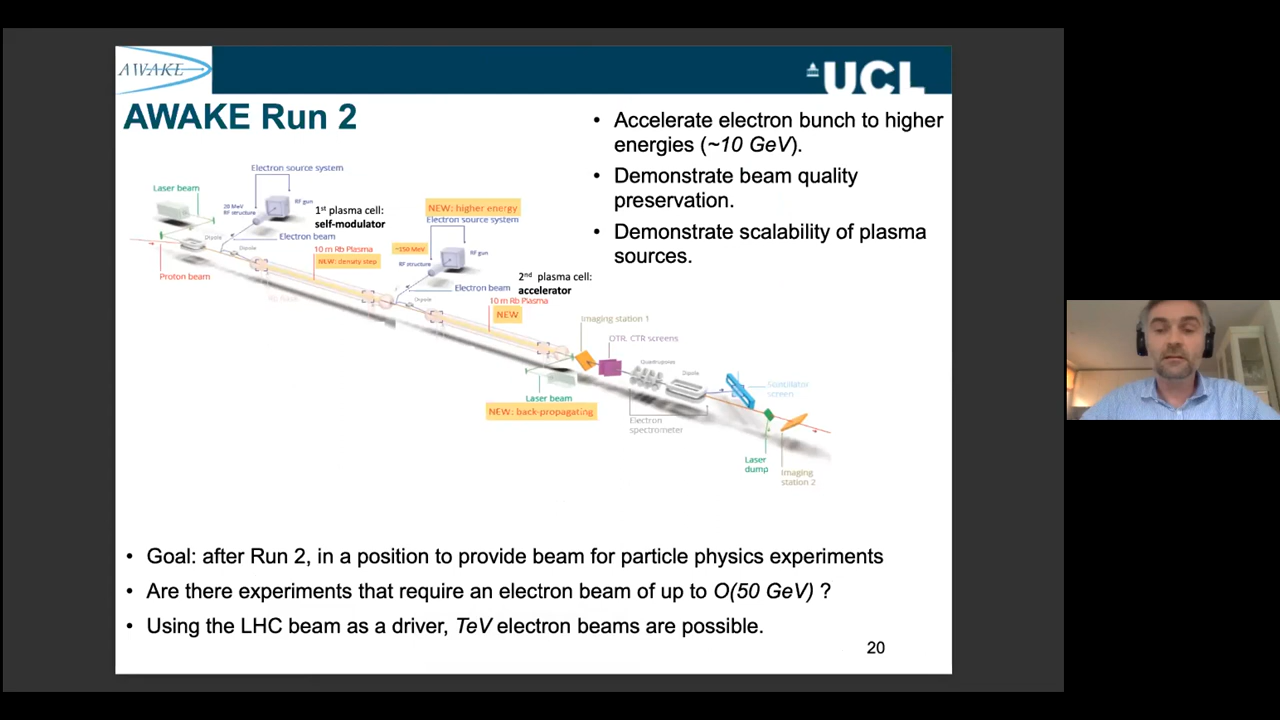 AWAKE
UCL
AWAKE Run 2
• Accelerate electron bunch to higher
energies (~10 GeV).
• Demonstrate beam quality
preservation.
• Demonstrate scalability of plasma
sources.
Electron source system
Laser beam
20 MeV
RF structure
RF gun
1st plasma cell:
self-modulator
NEW: higher energy
Electron source system
Dipole
Electron beam
Dipole
10 m Rb Plasma
NEW: density step
~150 MeV
RF structure
RF gun
Proton beam
Electron beam
Dipole
2nd plasma cell:
accelerator
10 m Rb Plasma
NEW
Imaging station 1
OTR, CTR screens
Quadrupoles
Dipole
Scintillator
screen
Laser beam
NEW: back-propagating
Electron
spectrometer
Laser
dump
Imaging
station 2
• Goal: after Run 2, in a position to provide beam for particle physics experiments
• Are there experiments that require an electron beam of up to O(50 GeV) ?
• Using the LHC beam as a driver, TeV electron beams are possible.
20